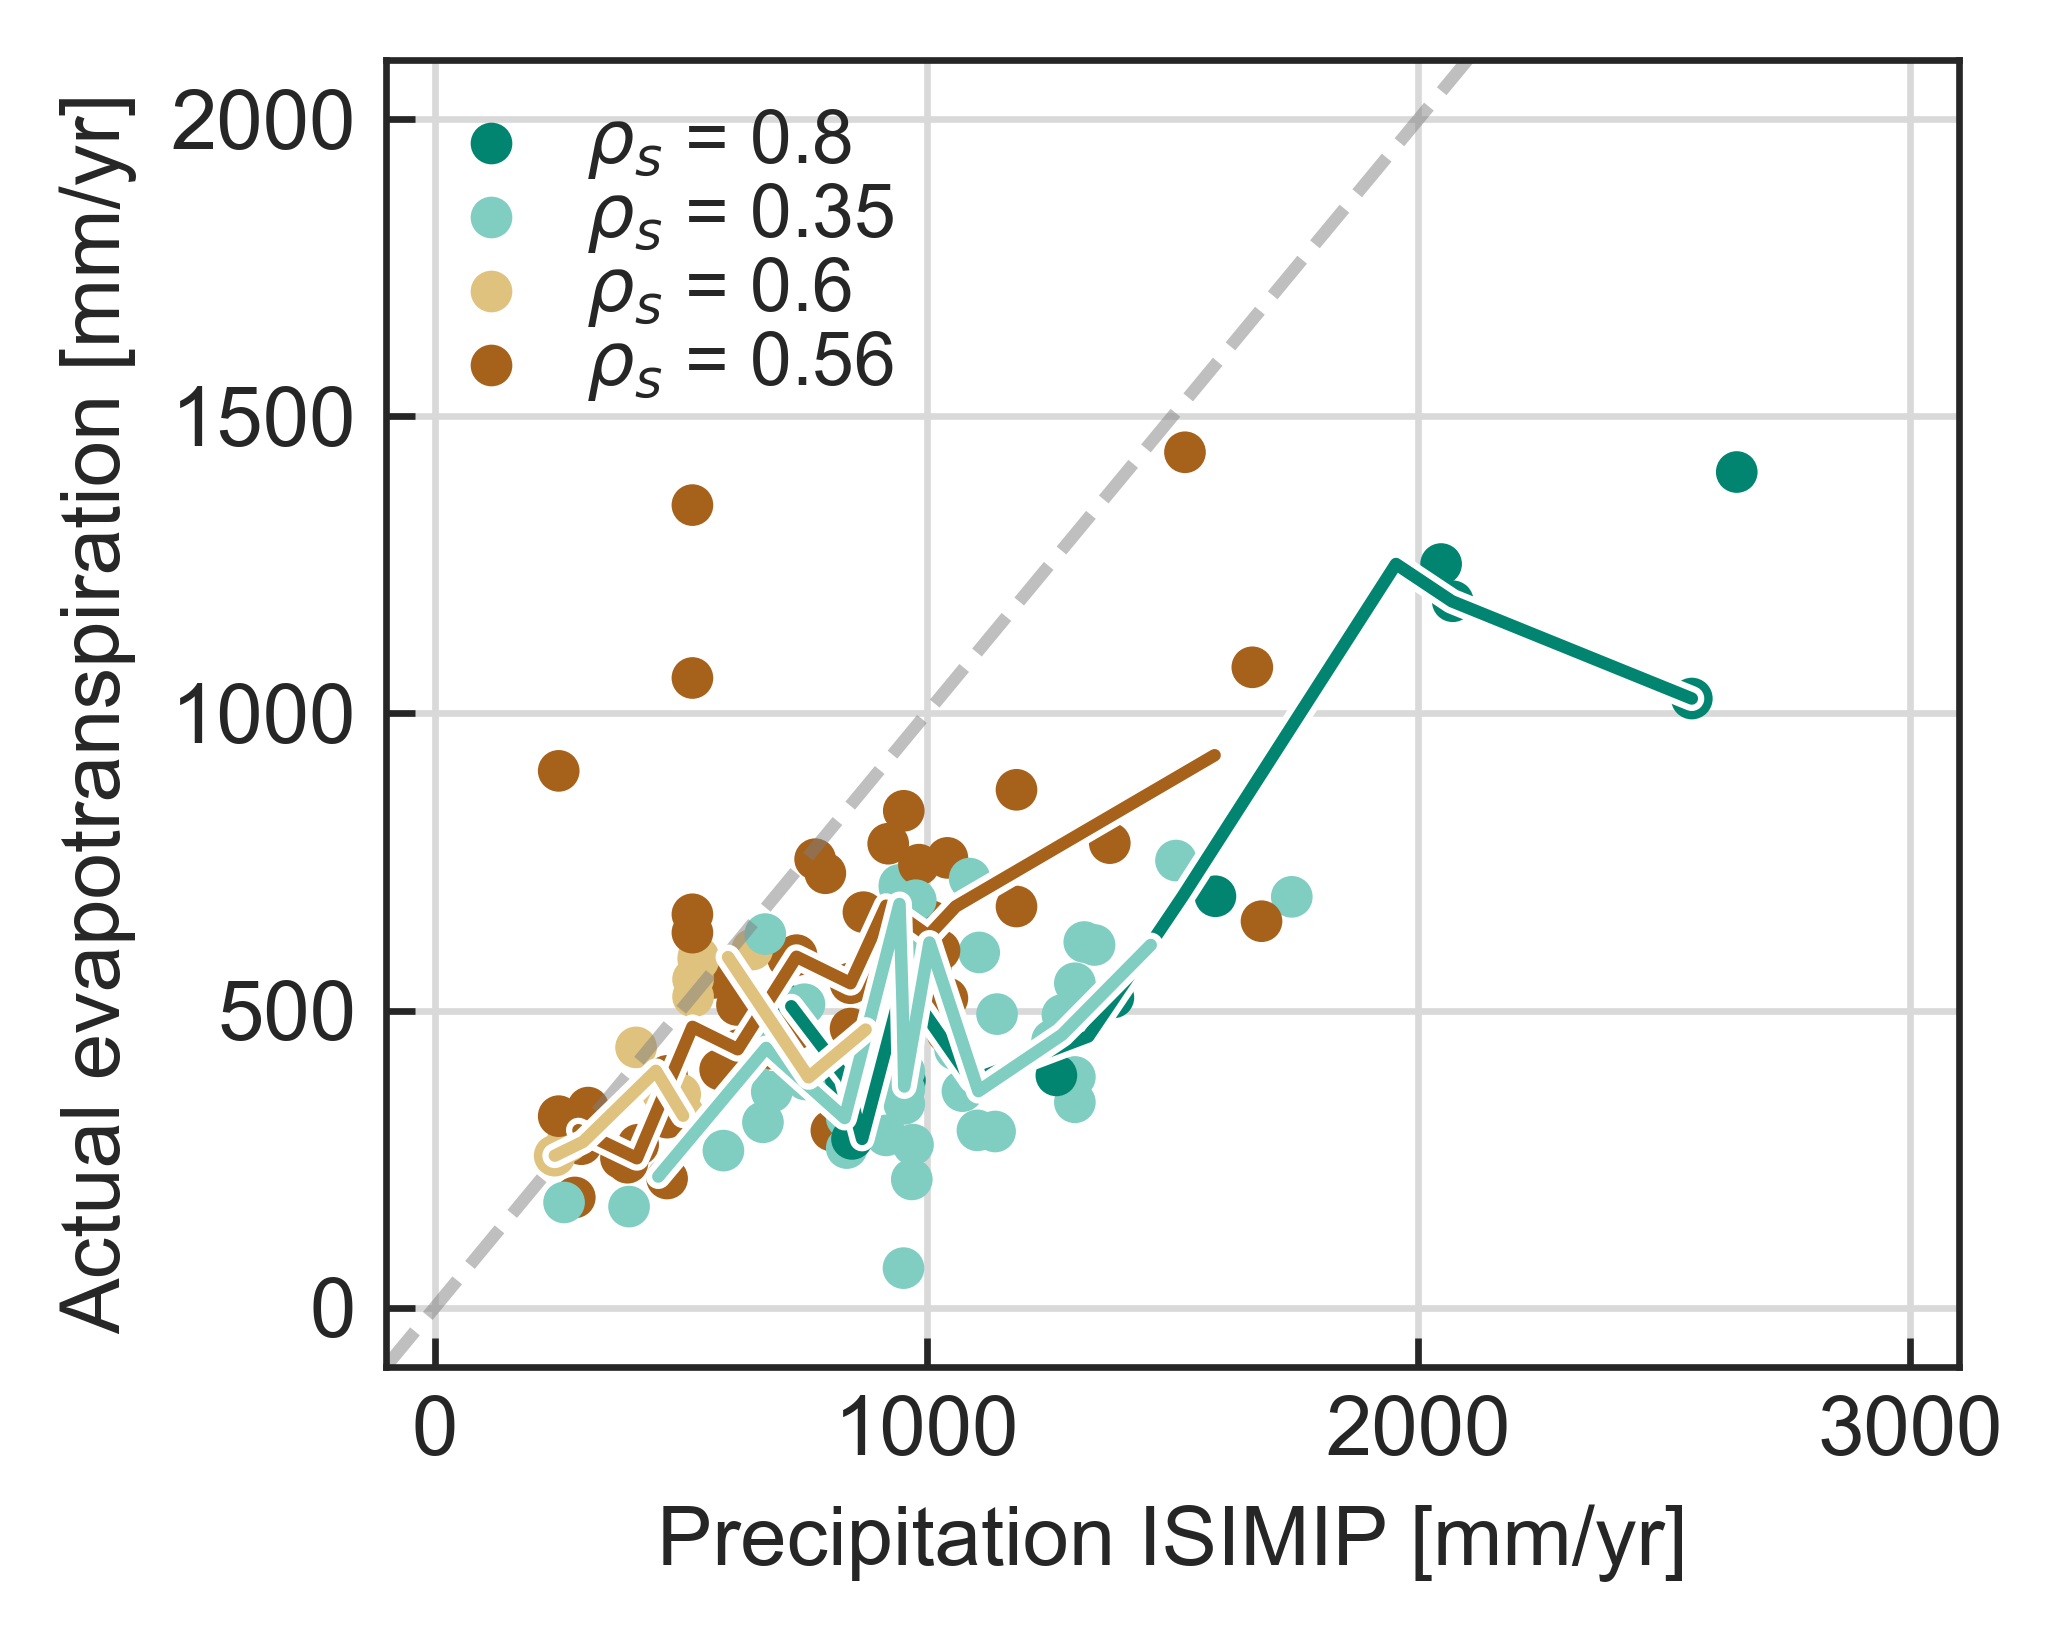 Actual evapotranspiration [mm/yr]
2000
1500
1000
500
0
ρs = 0.8
ρs = 0.35
ρs = 0.6
ρs = 0.56
0 1000 2000 3000
Precipitation ISIMIP [mm/yr]